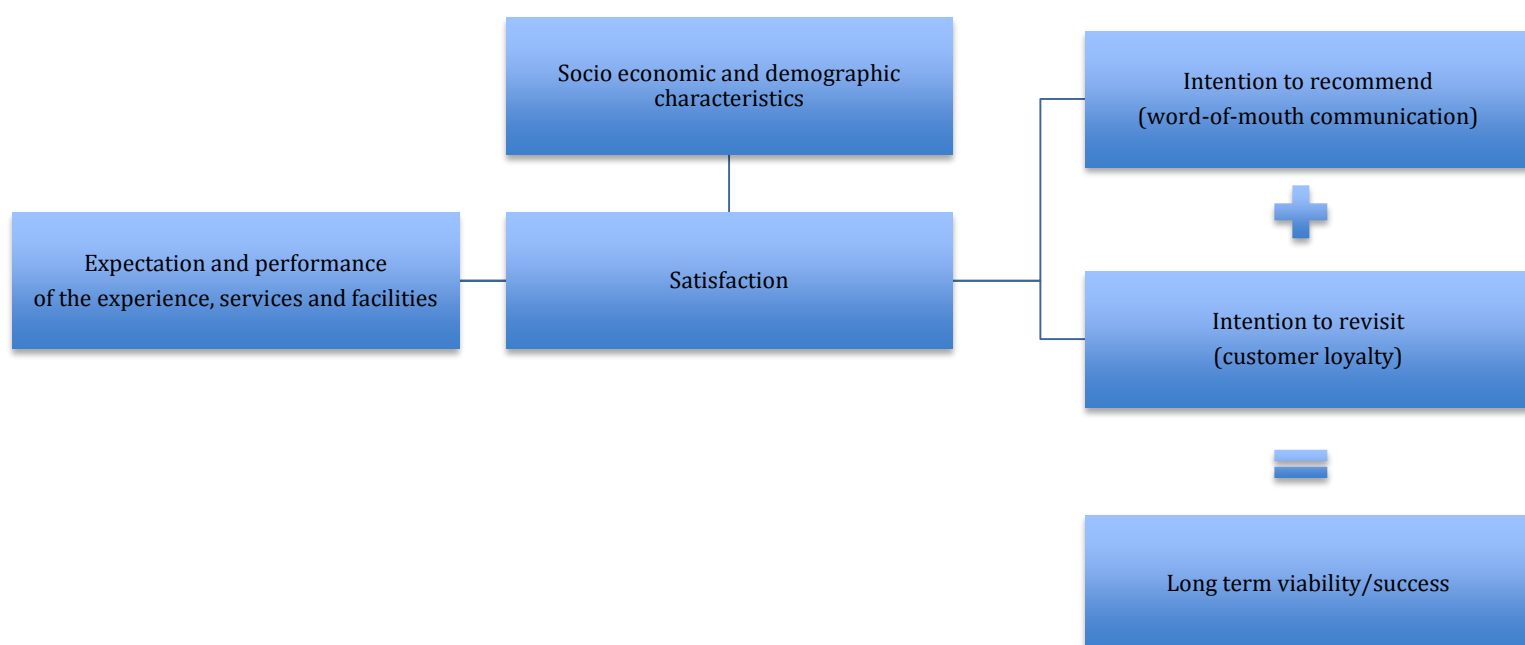 Socio economic and demographic
characteristics
Expectation and performance
of the experience, services and facilities
Satisfaction
Intention to recommend
(word-of-mouth communication)
Intention to revisit
(customer loyalty)
Long term viability/success